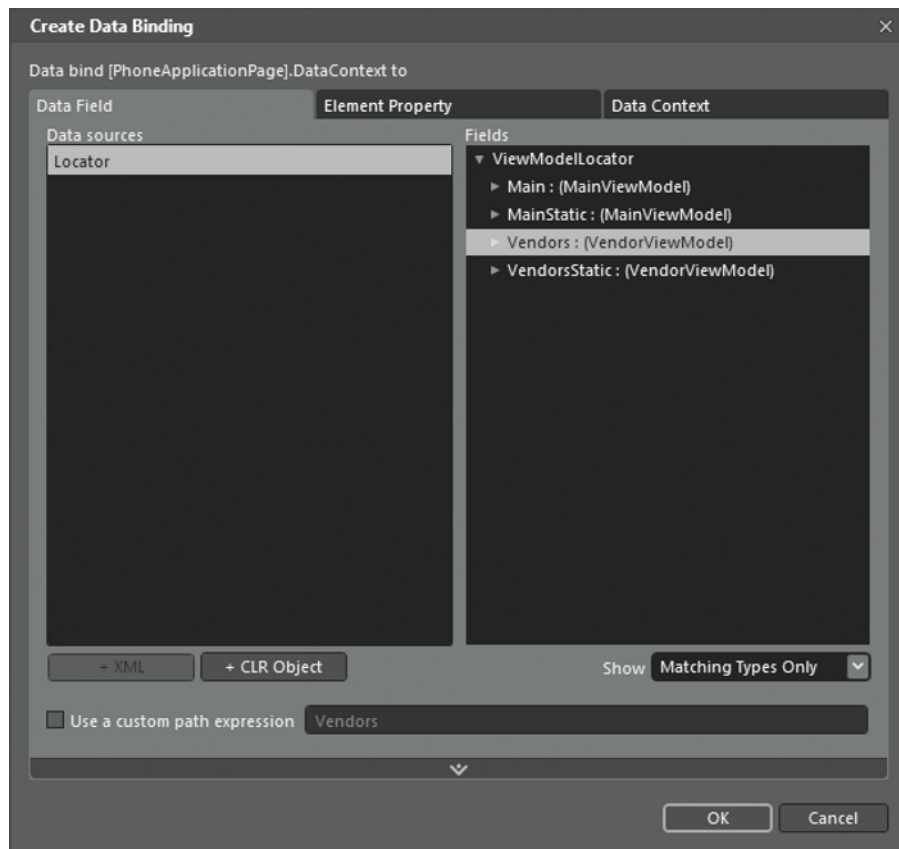 Create Data Binding
Data bind [PhoneApplicationPage].DataContext to
Data Field
Element Property
Data Context
Data sources
Locator
Fields
ViewModelLocator
Main : (MainViewModel)
MainStatic : (MainViewModel)
Vendors : (VendorViewModel)
VendorsStatic : (VendorViewModel)
+ XML
+ CLR Object
Show
Matching Types Only
Use a custom path expression
Vendors
OK
Cancel